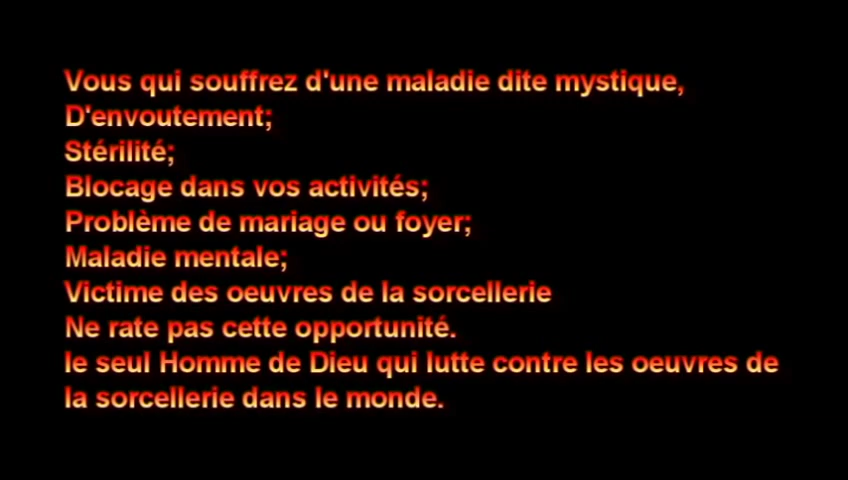 Vous qui souffrez d'une maladie dite mystique,
D'envoutement;
Stérilité;
Blocage dans vos activités;
Problème de mariage ou foyer;
Maladie mentale;
Victime des oeuvres de la sorcellerie
Ne rate pas cette opportunité.
le seul Homme de Dieu qui lutte contre les oeuvres de
la sorcellerie dans le monde.